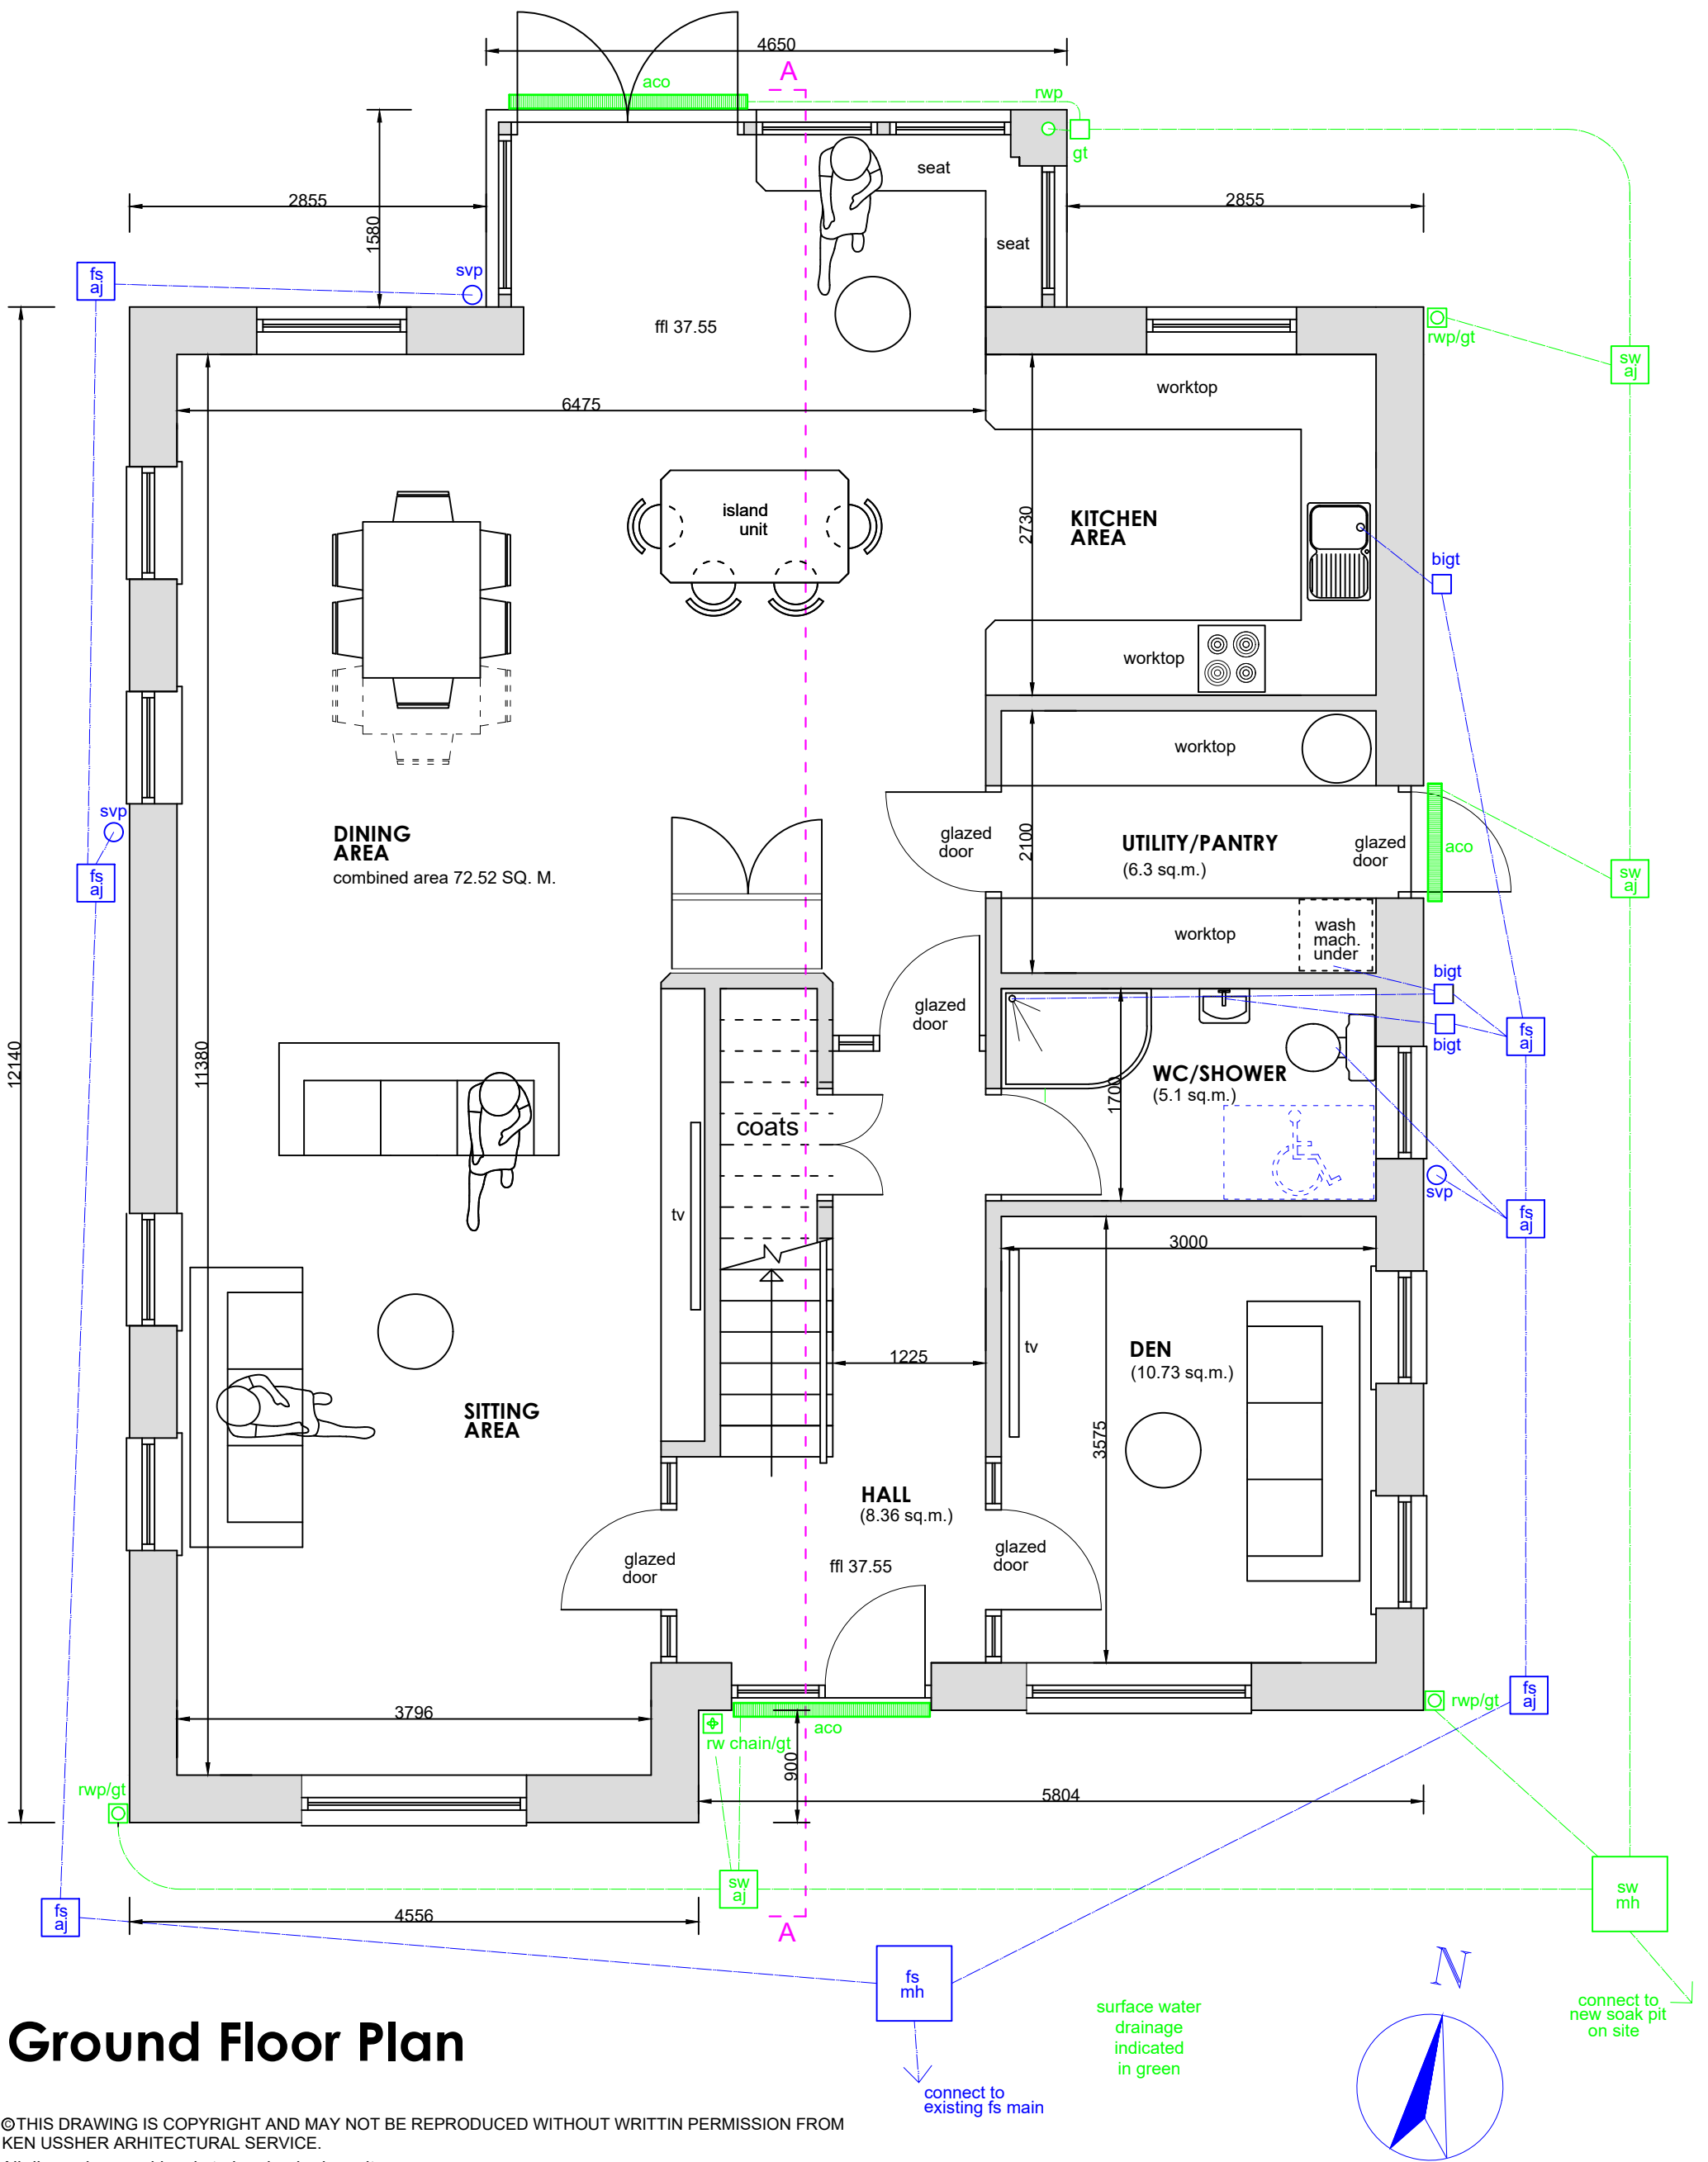 4650
A
aco
rwp
gt
seat
2855
2855
1580
seat
svp
fs
aj
ffl 37.55
rwp/gt
sw
aj
worktop
6475
island
unit
2730
KITCHEN
AREA
bigt
worktop
worktop
svp
DINING
AREA
combined area 72.52 SQ. M.
glazed
door
2100
UTILITY/PANTRY
(6.3 sq.m.)
glazed
door
aco
fs
aj
sw
aj
worktop
wash
mach.
under
bigt
glazed
door
bigt
fs
aj
12140
11380
WC/SHOWER
(5.1 sq.m.)
1700
coats
svp
fs
aj
tv
3000
tv
1225
DEN
(10.73 sq.m.)
SITTING
AREA
3575
HALL
(8.36 sq.m.)
glazed
door
glazed
door
ffl 37.55
3796
aco
rw chain/gt
900
rwp/gt
fs
aj
rwp/gt
5804
sw
aj
sw
mh
fs
aj
4556
A
fs
mh
N
surface water
drainage
indicated
in green
connect to
new soak pit
on site
Ground Floor Plan
connect to
existing fs main
©THIS DRAWING IS COPYRIGHT AND MAY NOT BE REPRODUCED WITHOUT WRITTIN PERMISSION FROM
KEN USSHER ARHITECTURAL SERVICE.